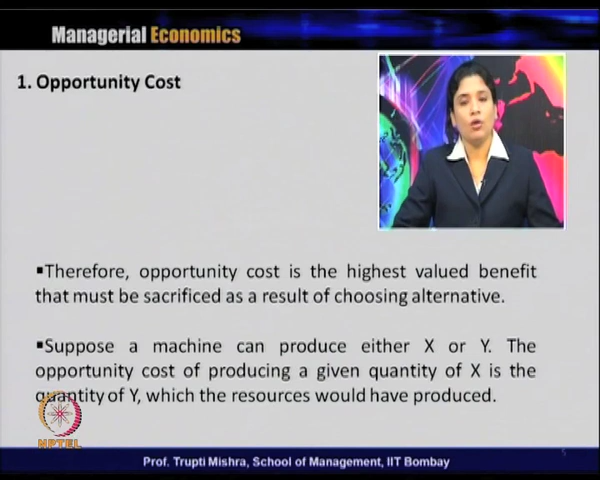 Managerial Economics
1. Opportunity Cost
▪Therefore, opportunity cost is the highest valued benefit
that must be sacrificed as a result of choosing alternative.
▪Suppose a machine can produce either X or Y. The
opportunity cost of producing a given quantity of X is the
quantity of Y, which the resources would have produced.
NPTEL
Prof. Trupti Mishra, School of Management, IIT Bombay
5